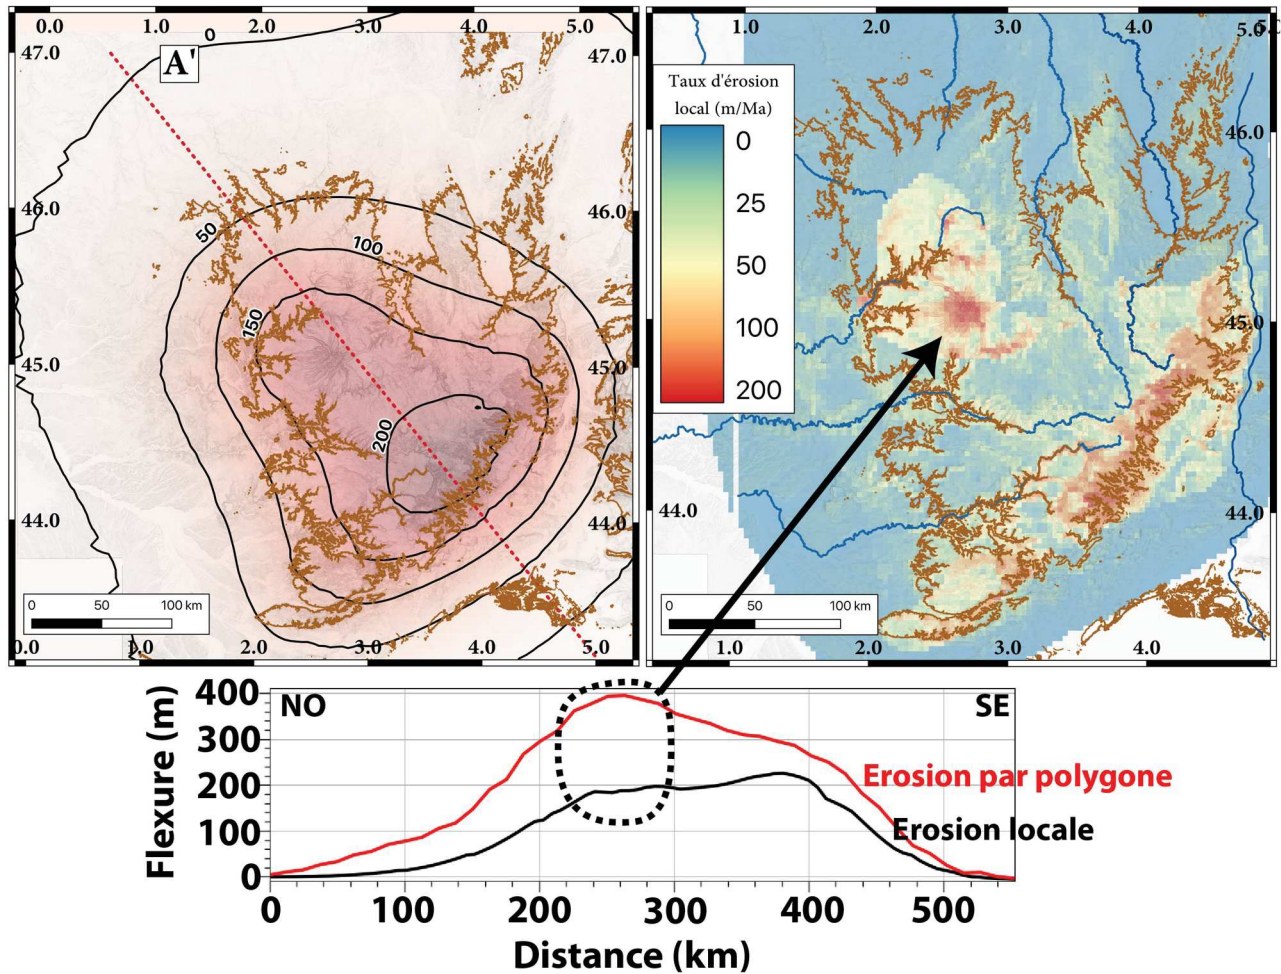 0.0 1.0 2.0 3.0 4.0 5.0
0
47.0 47.0
A'
46.0 46.0
50
100
150
45.0 45.0
200
44.0 44.0
0 50 100 km
0.0 1.0 2.0 3.0 4.0 5.0
1.0 2.0 3.0 4.0
Taux d'érosion
local (m/Ma)
0
25
50
100
200
46.0
45.0
44.0 44.0
0 50 100 km
1.0 2.0 3.0 4.0
Flexure (m)
400
300
200
100
0
NO SE
Erosion par polygone
Erosion locale
0 100 200 300 400 500
Distance (km)